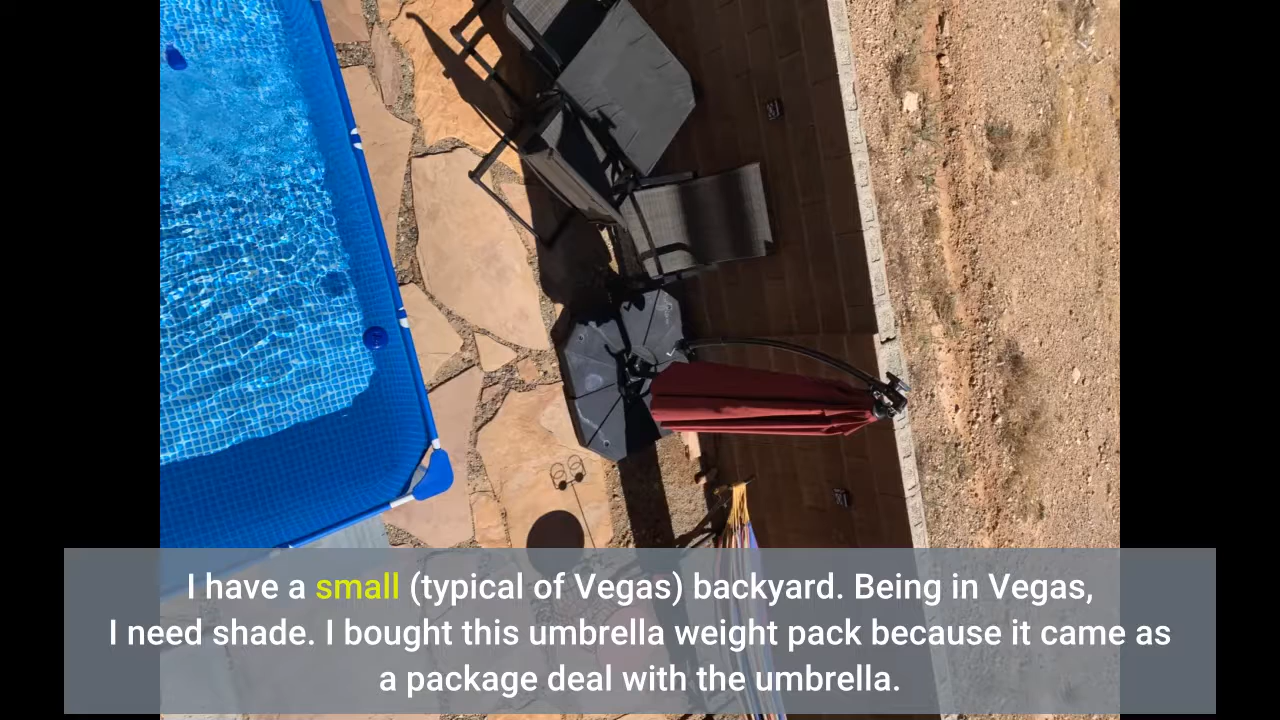 I have a small (typical of Vegas) backyard. Being in Vegas,
I need shade. I bought this umbrella weight pack because it came as
a package deal with the umbrella.